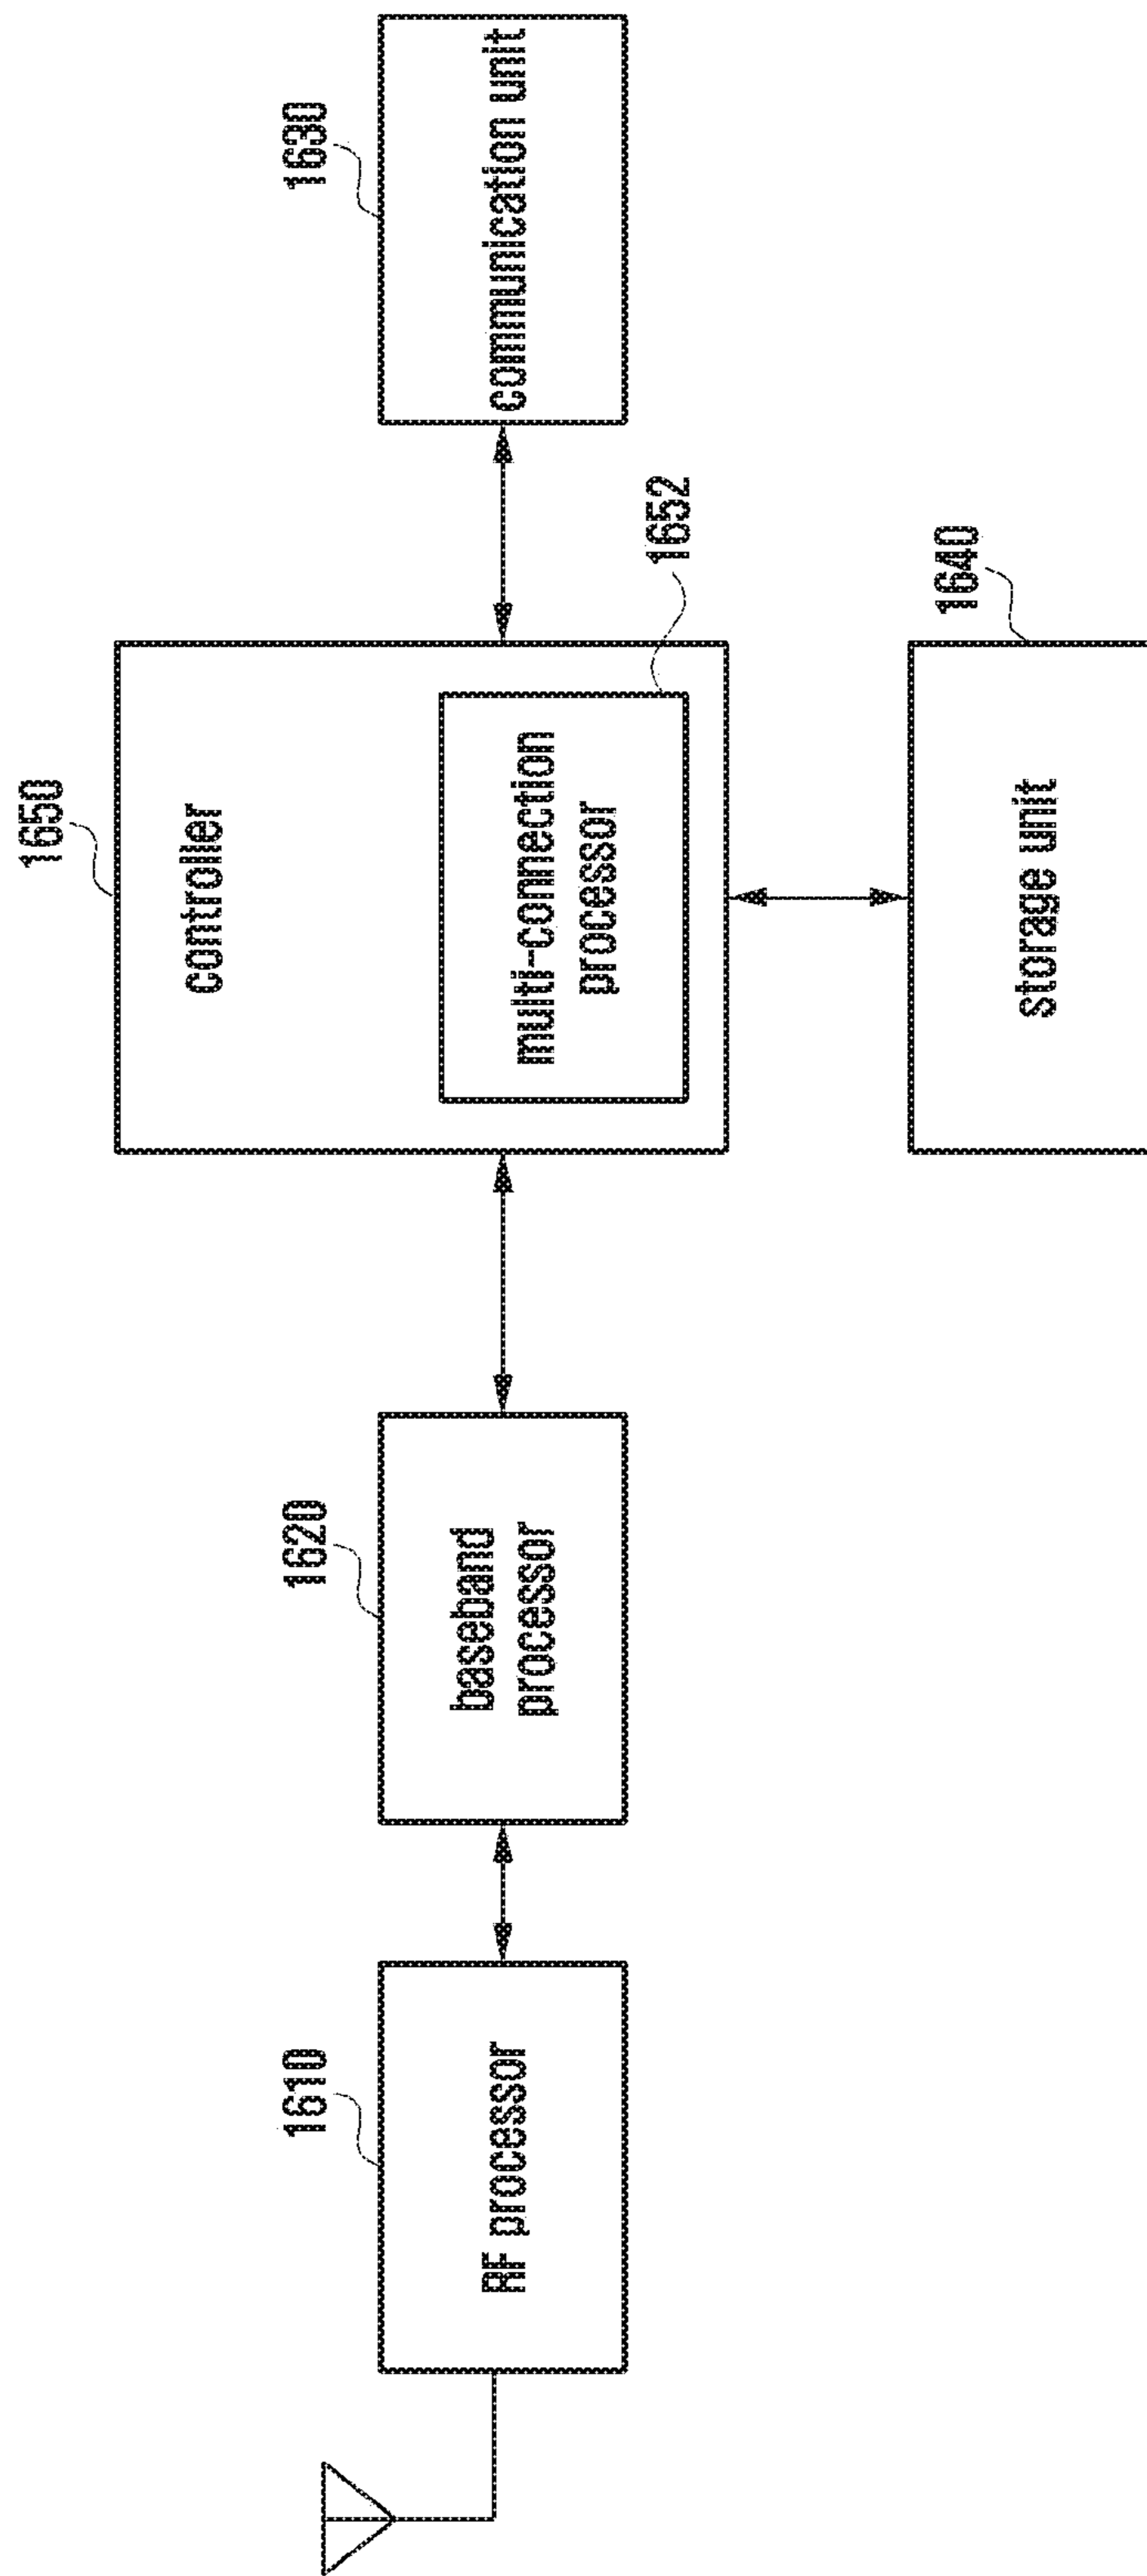 1610
RF processor
1620
baseband
processor
1650
controller
multi-connection
processor
1652
1630
communication unit
1640
storage unit